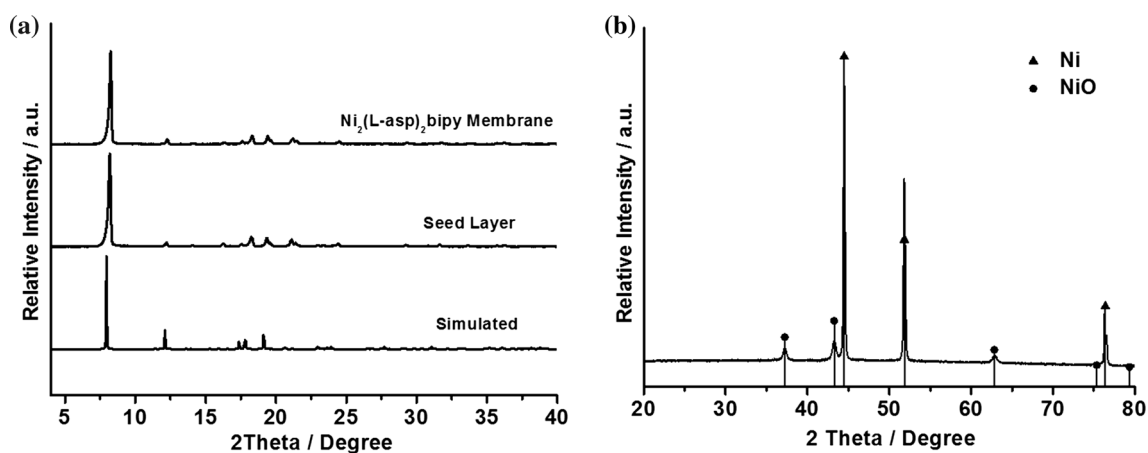 (a)
Relative Intensity / a.u.
Ni₂(L-asp)₂bipy Membrane
Seed Layer
Simulated
5 10 15 20 25 30 35 40
2Theta / Degree
(b)
Relative Intensity / a.u.
Ni
NiO
20 30 40 50 60 70 80
2 Theta / Degree